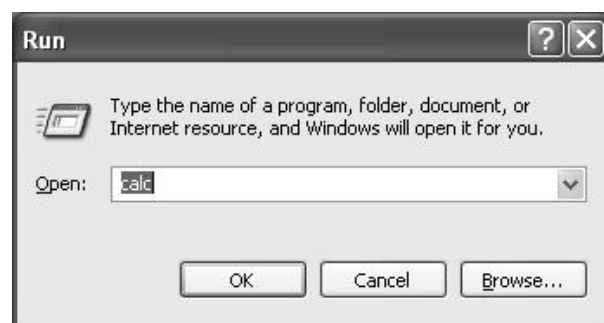 Run
Type the name of a program, folder, document, or
Internet resource, and Windows will open it for you.
Open: calc
OK Cancel Browse...